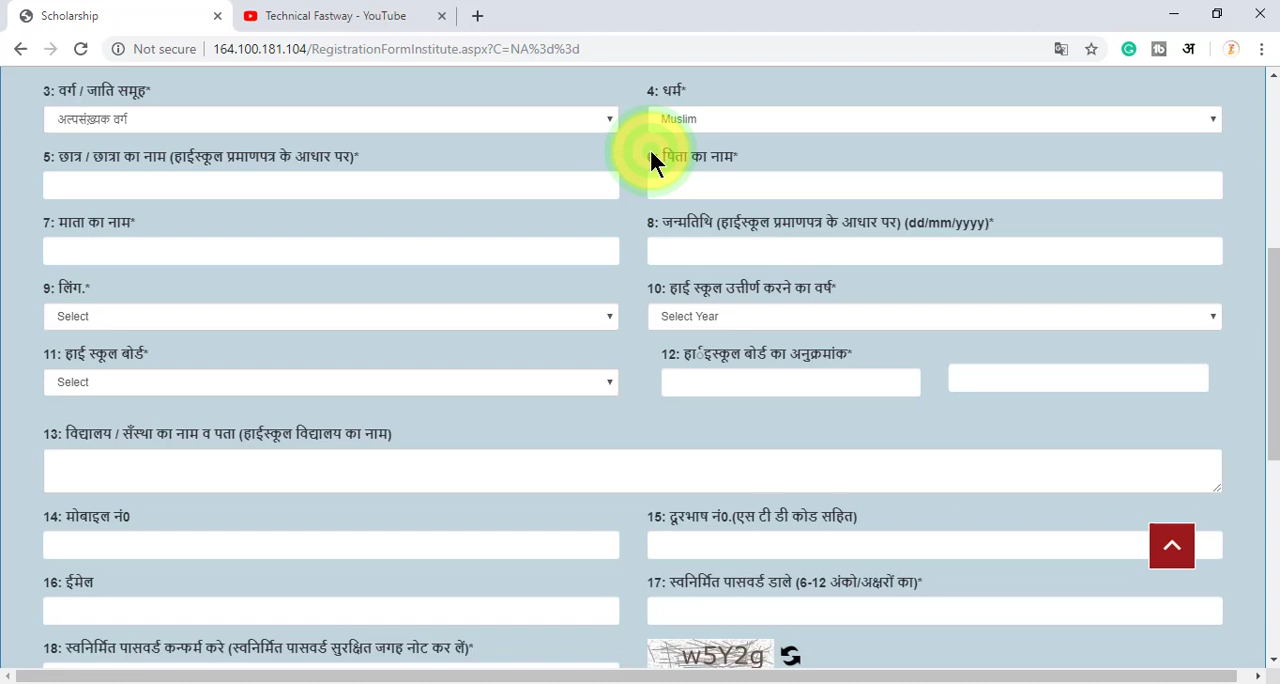 Scholarship
Technical Fastway - YouTube
Not secure
164.100.181.104/RegistrationFormInstitute.aspx?C=NA%3d%3d
3: वर्ग / जाति समूह*
4: धर्म*
अल्पसंख़्यक वर्ग
Muslim
5: छात्र / छात्रा का नाम (हाईस्कूल प्रमाणपत्र के आधार पर)*
पिता का नाम*
7: माता का नाम*
8: जन्मतिथि (हाईस्कूल प्रमाणपत्र के आधार पर) (dd/mm/yyyy)*
9: लिंग.*
10: हाई स्कूल उत्तीर्ण करने का वर्ष*
Select
Select Year
11: हाई स्कूल बोर्ड*
12: हार्इस्कूल बोर्ड का अनुक्रमांक*
Select
13: विद्यालय / सँस्था का नाम व पता (हाईस्कूल विद्यालय का नाम)
14: मोबाइल नं0
15: दूरभाष नं0.(एस टी डी कोड सहित)
16: ईमेल
17: स्वनिर्मित पासवर्ड डाले (6-12 अंको/अक्षरों का)*
18: स्वनिर्मित पासवर्ड कन्फर्म करे (स्वनिर्मित पासवर्ड सुरक्षित जगह नोट कर लें)*
w5Y2g